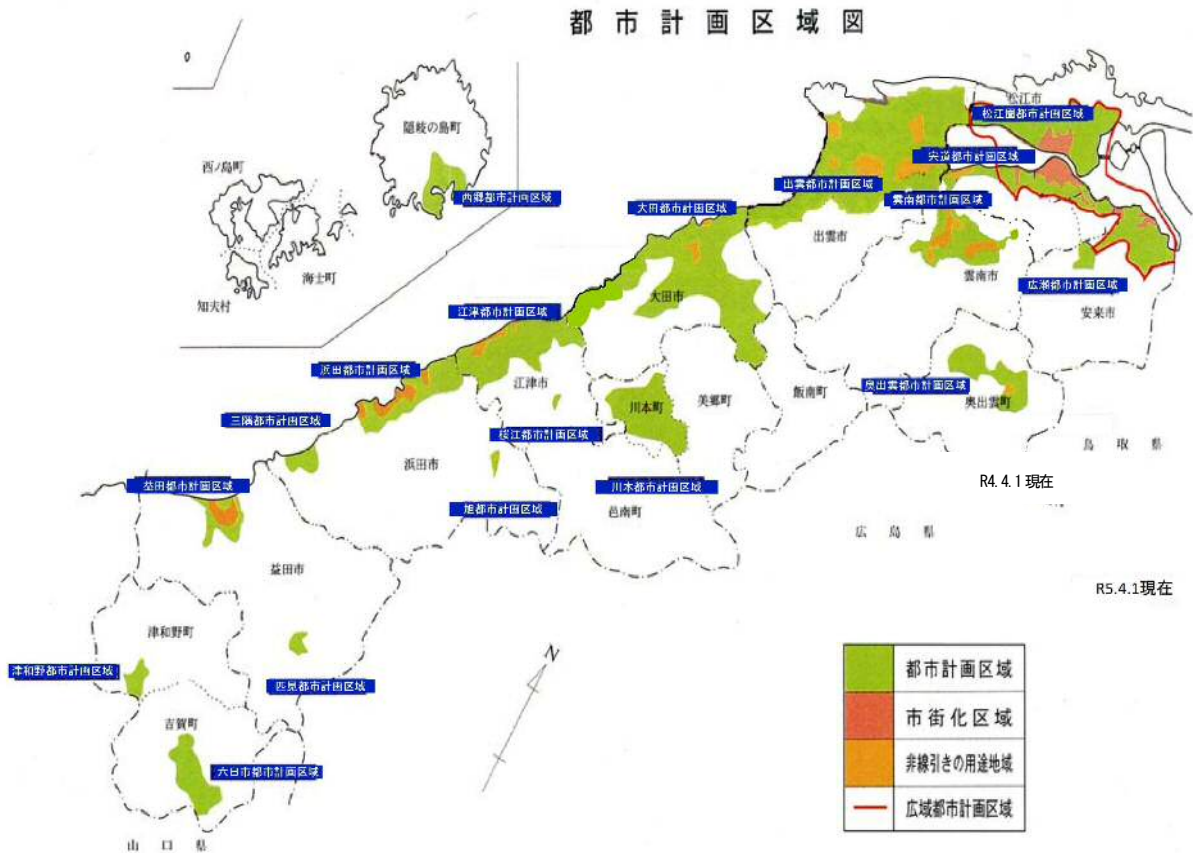 都市計画区域図
松江市
松江圏都市計画区域
隠岐の島町
西ノ島町
宍道都市計画区域
出雲都市計画区域
西郷都市計画区域
雲南都市計画区域
大田都市計画区域
出雲市
海士町
雲南市
広瀬都市計画区域
大田市
知夫村
安来市
江津都市計画区域
浜田都市計画区域
江津市
飯南町
奥出雲都市計画区域
美郷町
川本町
奥出雲町
三隅都市計画区域
桜江都市計画区域
鳥取県
浜田市
R4.4.1現在
益田都市計画区域
川本都市計画区域
旭都市計画区域
邑南町
広島県
益田市
R5.4.1現在
津和野町
N
津和野都市計画区域
匹見都市計画区域
都市計画区域
市街化区域
吉賀町
非線引きの用途地域
六日市都市計画区域
広域都市計画区域
山口県